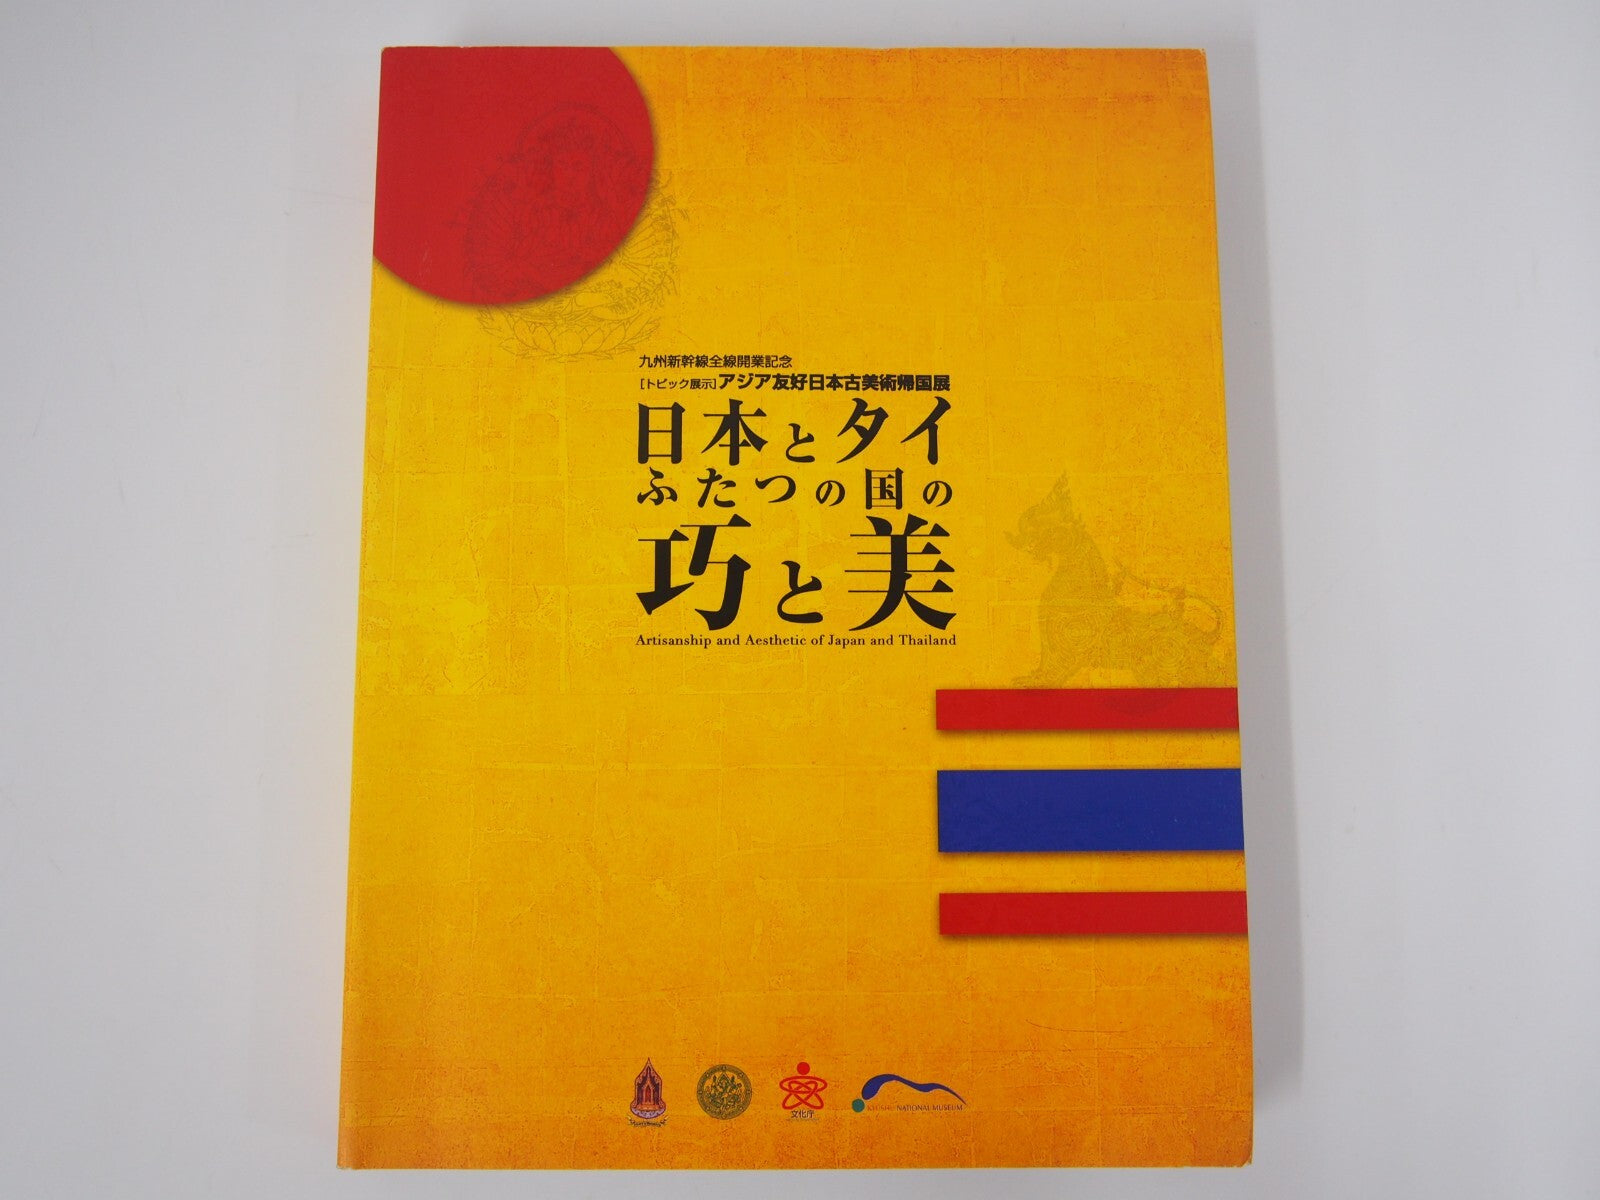 九州新幹線全線開業記念
［トピック展示］アジア友好日本古美術帰国展
日本とタイ
ふたつの国の
巧と美
Artisanship and Aesthetic of Japan and Thailand
文化庁
KYUSHU NATIONAL MUSEUM